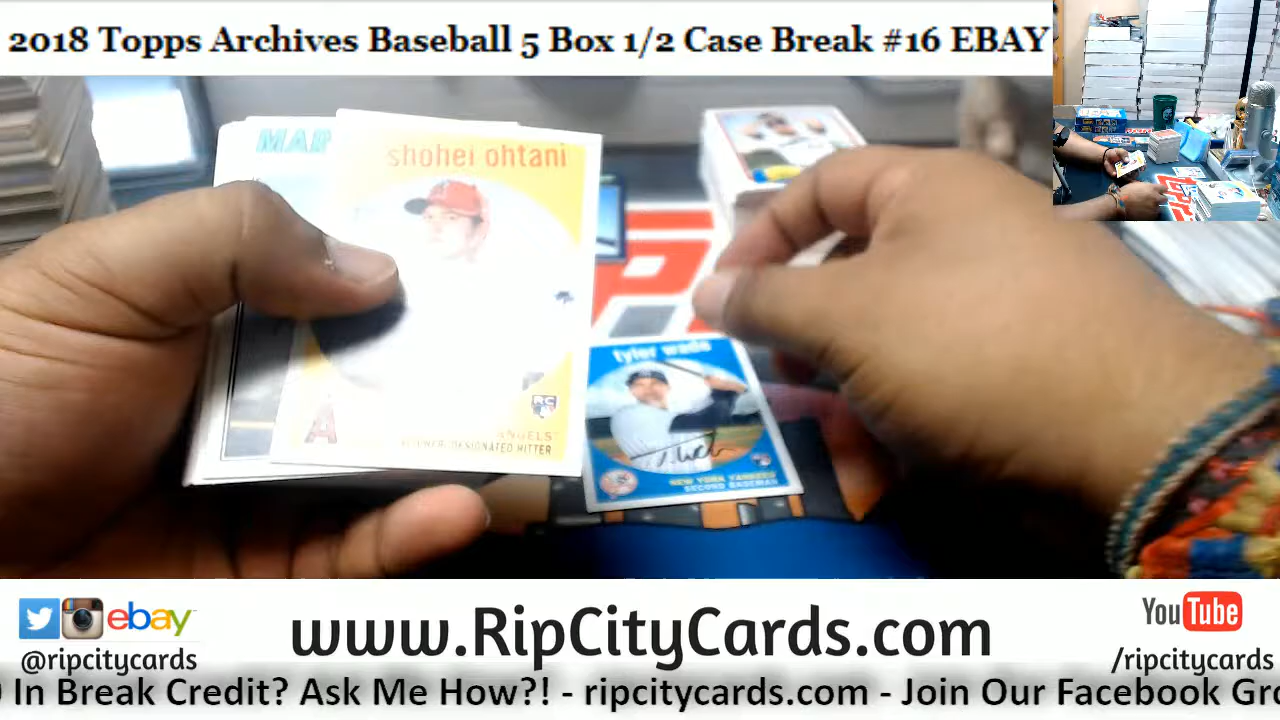 2018 Topps Archives Baseball 5 Box 1/2 Case Break #16 EBAY
MAR
shohei ohtani
RC
A
ANGELS
DESIGNATED HITTER
tyler wade
NEW YORK YANKEES
SECOND BASEMAN
ebay
@ripcitycards
www.RipCityCards.com
YouTube
/ripcitycards
In Break Credit? Ask Me How?! - ripcitycards.com - Join Our Facebook Gro